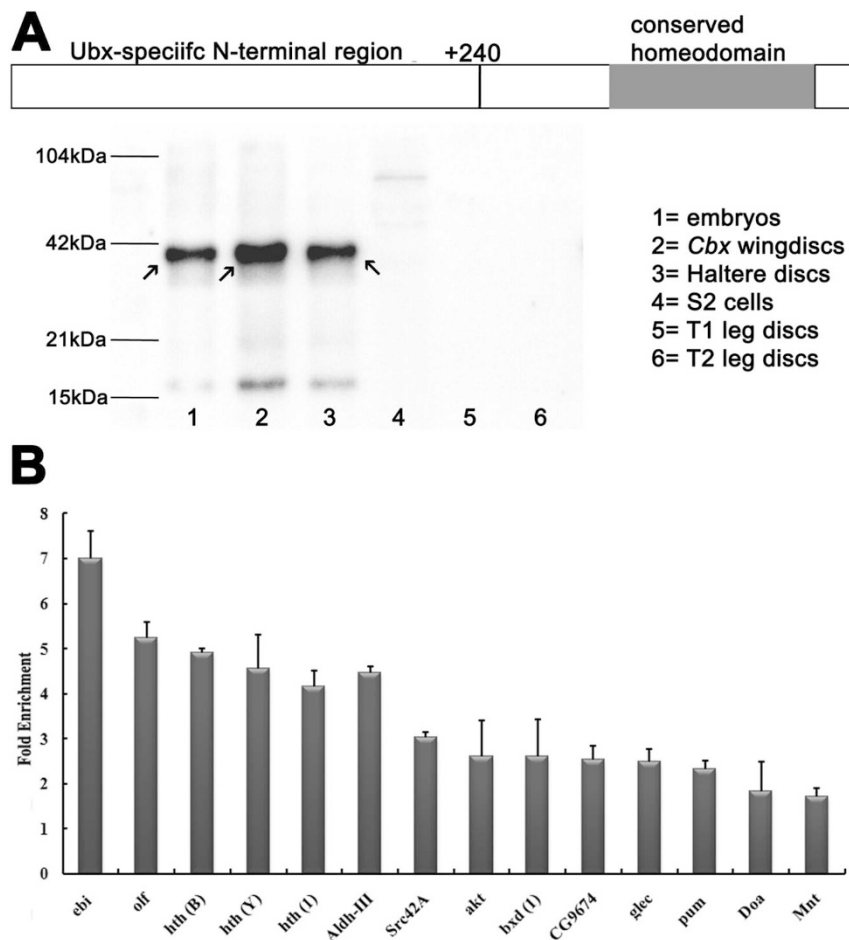 A
Ubx-speciifc N-terminal region
+240
conserved
homeodomain
104kDa
42kDa
21kDa
15kDa
1 2 3 4 5 6
1= embryos
2= Cbx wingdiscs
3= Haltere discs
4= S2 cells
5= T1 leg discs
6= T2 leg discs
B
Fold Enrichment
8
7
6
5
4
3
2
1
0
ebi
olf
hth (B)
hth (Y)
hth (1)
Aldh-III
Src42A
akt
bxd (1)
CG9674
glec
pum
Doa
Mnt